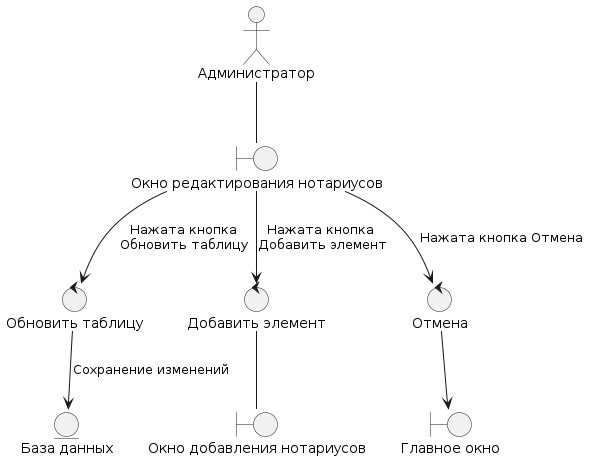 Администратор
Окно редактирования нотариусов
Нажата кнопка
Обновить таблицу
Нажата кнопка
Добавить элемент
Нажата кнопка Отмена
Обновить таблицу
Добавить элемент
Отмена
Сохранение изменений
База данных
Окно добавления нотариусов
Главное окно